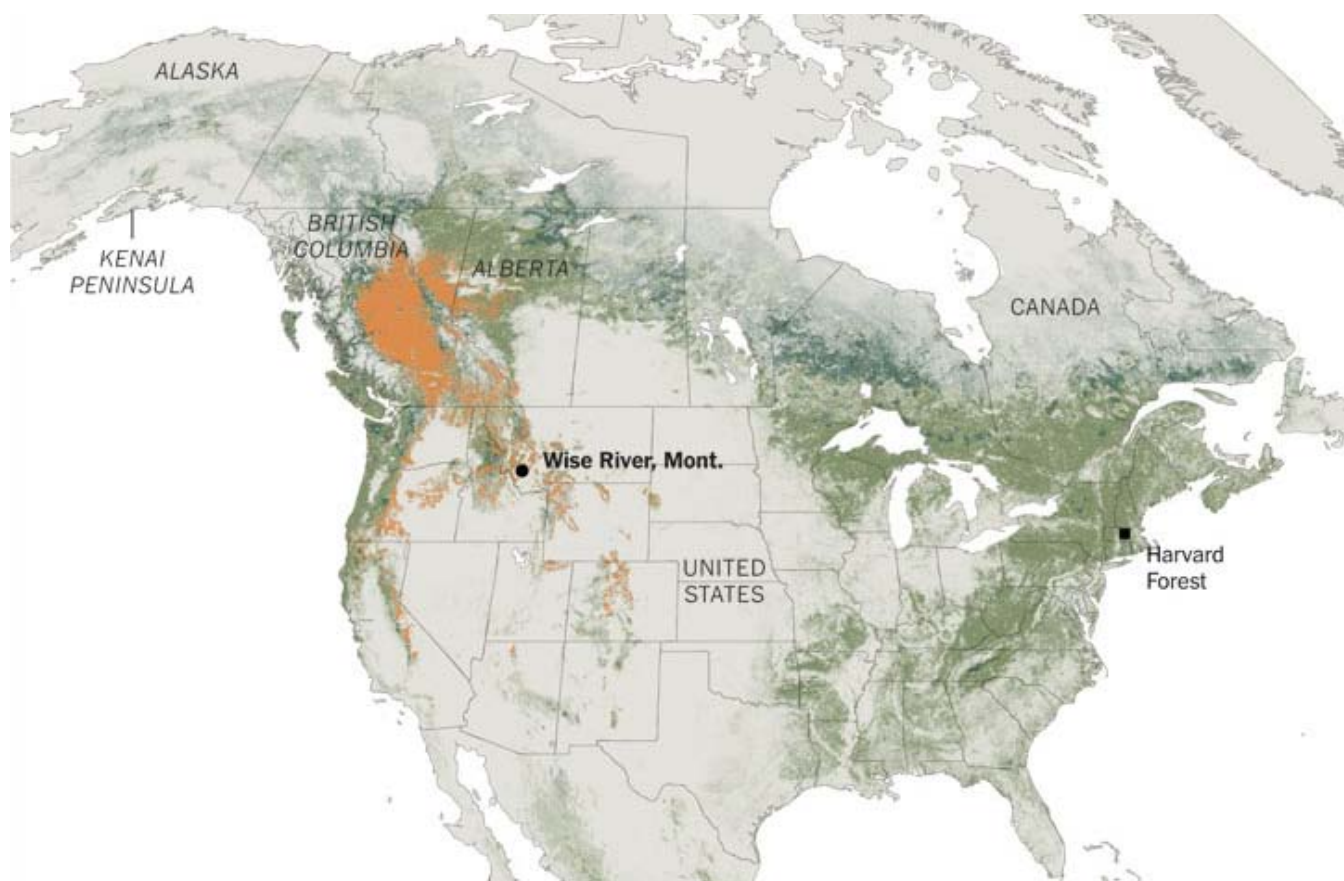 ALASKA
BRITISH
COLUMBIA
KENAI
PENINSULA
ALBERTA
CANADA
Wise River, Mont.
UNITED
STATES
Harvard
Forest